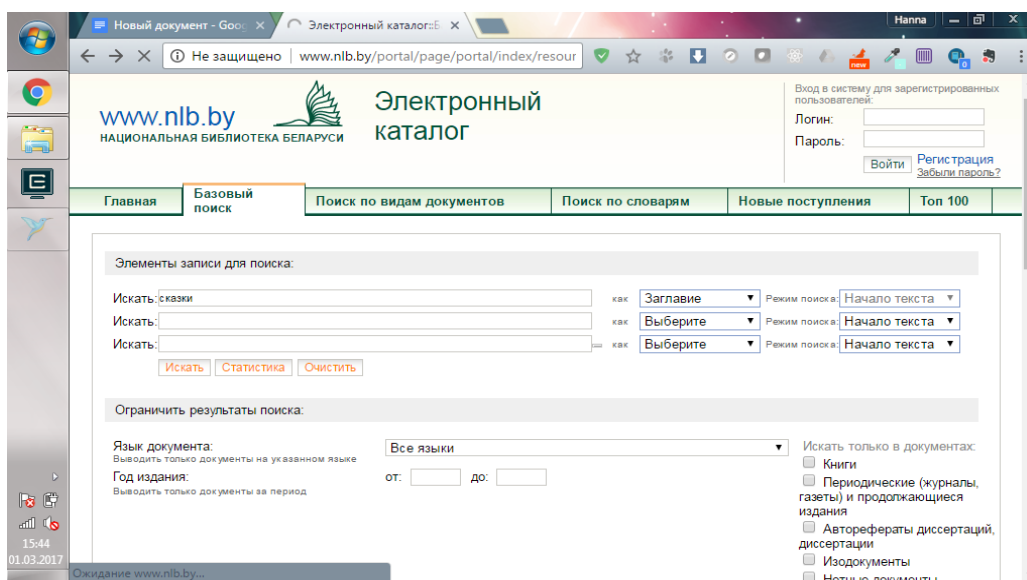 Новый документ - Goo
Электронный каталог::Б
Hanna
Не защищено | www.nlb.by/portal/page/portal/index/resour
new
0
www.nlb.by
НАЦИОНАЛЬНАЯ БИБЛИОТЕКА БЕЛАРУСИ
Электронный
каталог
Вход в систему для зарегистрированных
пользователей:
Логин:
Пароль:
Войти
Регистрация
Забыли пароль?
Главная
Базовый
поиск
Поиск по видам документов
Поиск по словарям
Новые поступления
Топ 100
Элементы записи для поиска:
Искать: сказки как Заглавие Режим поиска: Начало текста
Искать: как Выберите Режим поиска: Начало текста
Искать: как Выберите Режим поиска: Начало текста
Искать Статистика Очистить
Ограничить результаты поиска:
Язык документа: Все языки
Выводить только документы на указанном языке
Год издания: от: до:
Выводить только документы за период
Искать только в документах:
Книги
Периодические (журналы,
газеты) и продолжающиеся
издания
Авторефераты диссертаций,
диссертации
Изодокументы
Нотные документы
15:44
01.03.2017
Ожидание www.nlb.by...